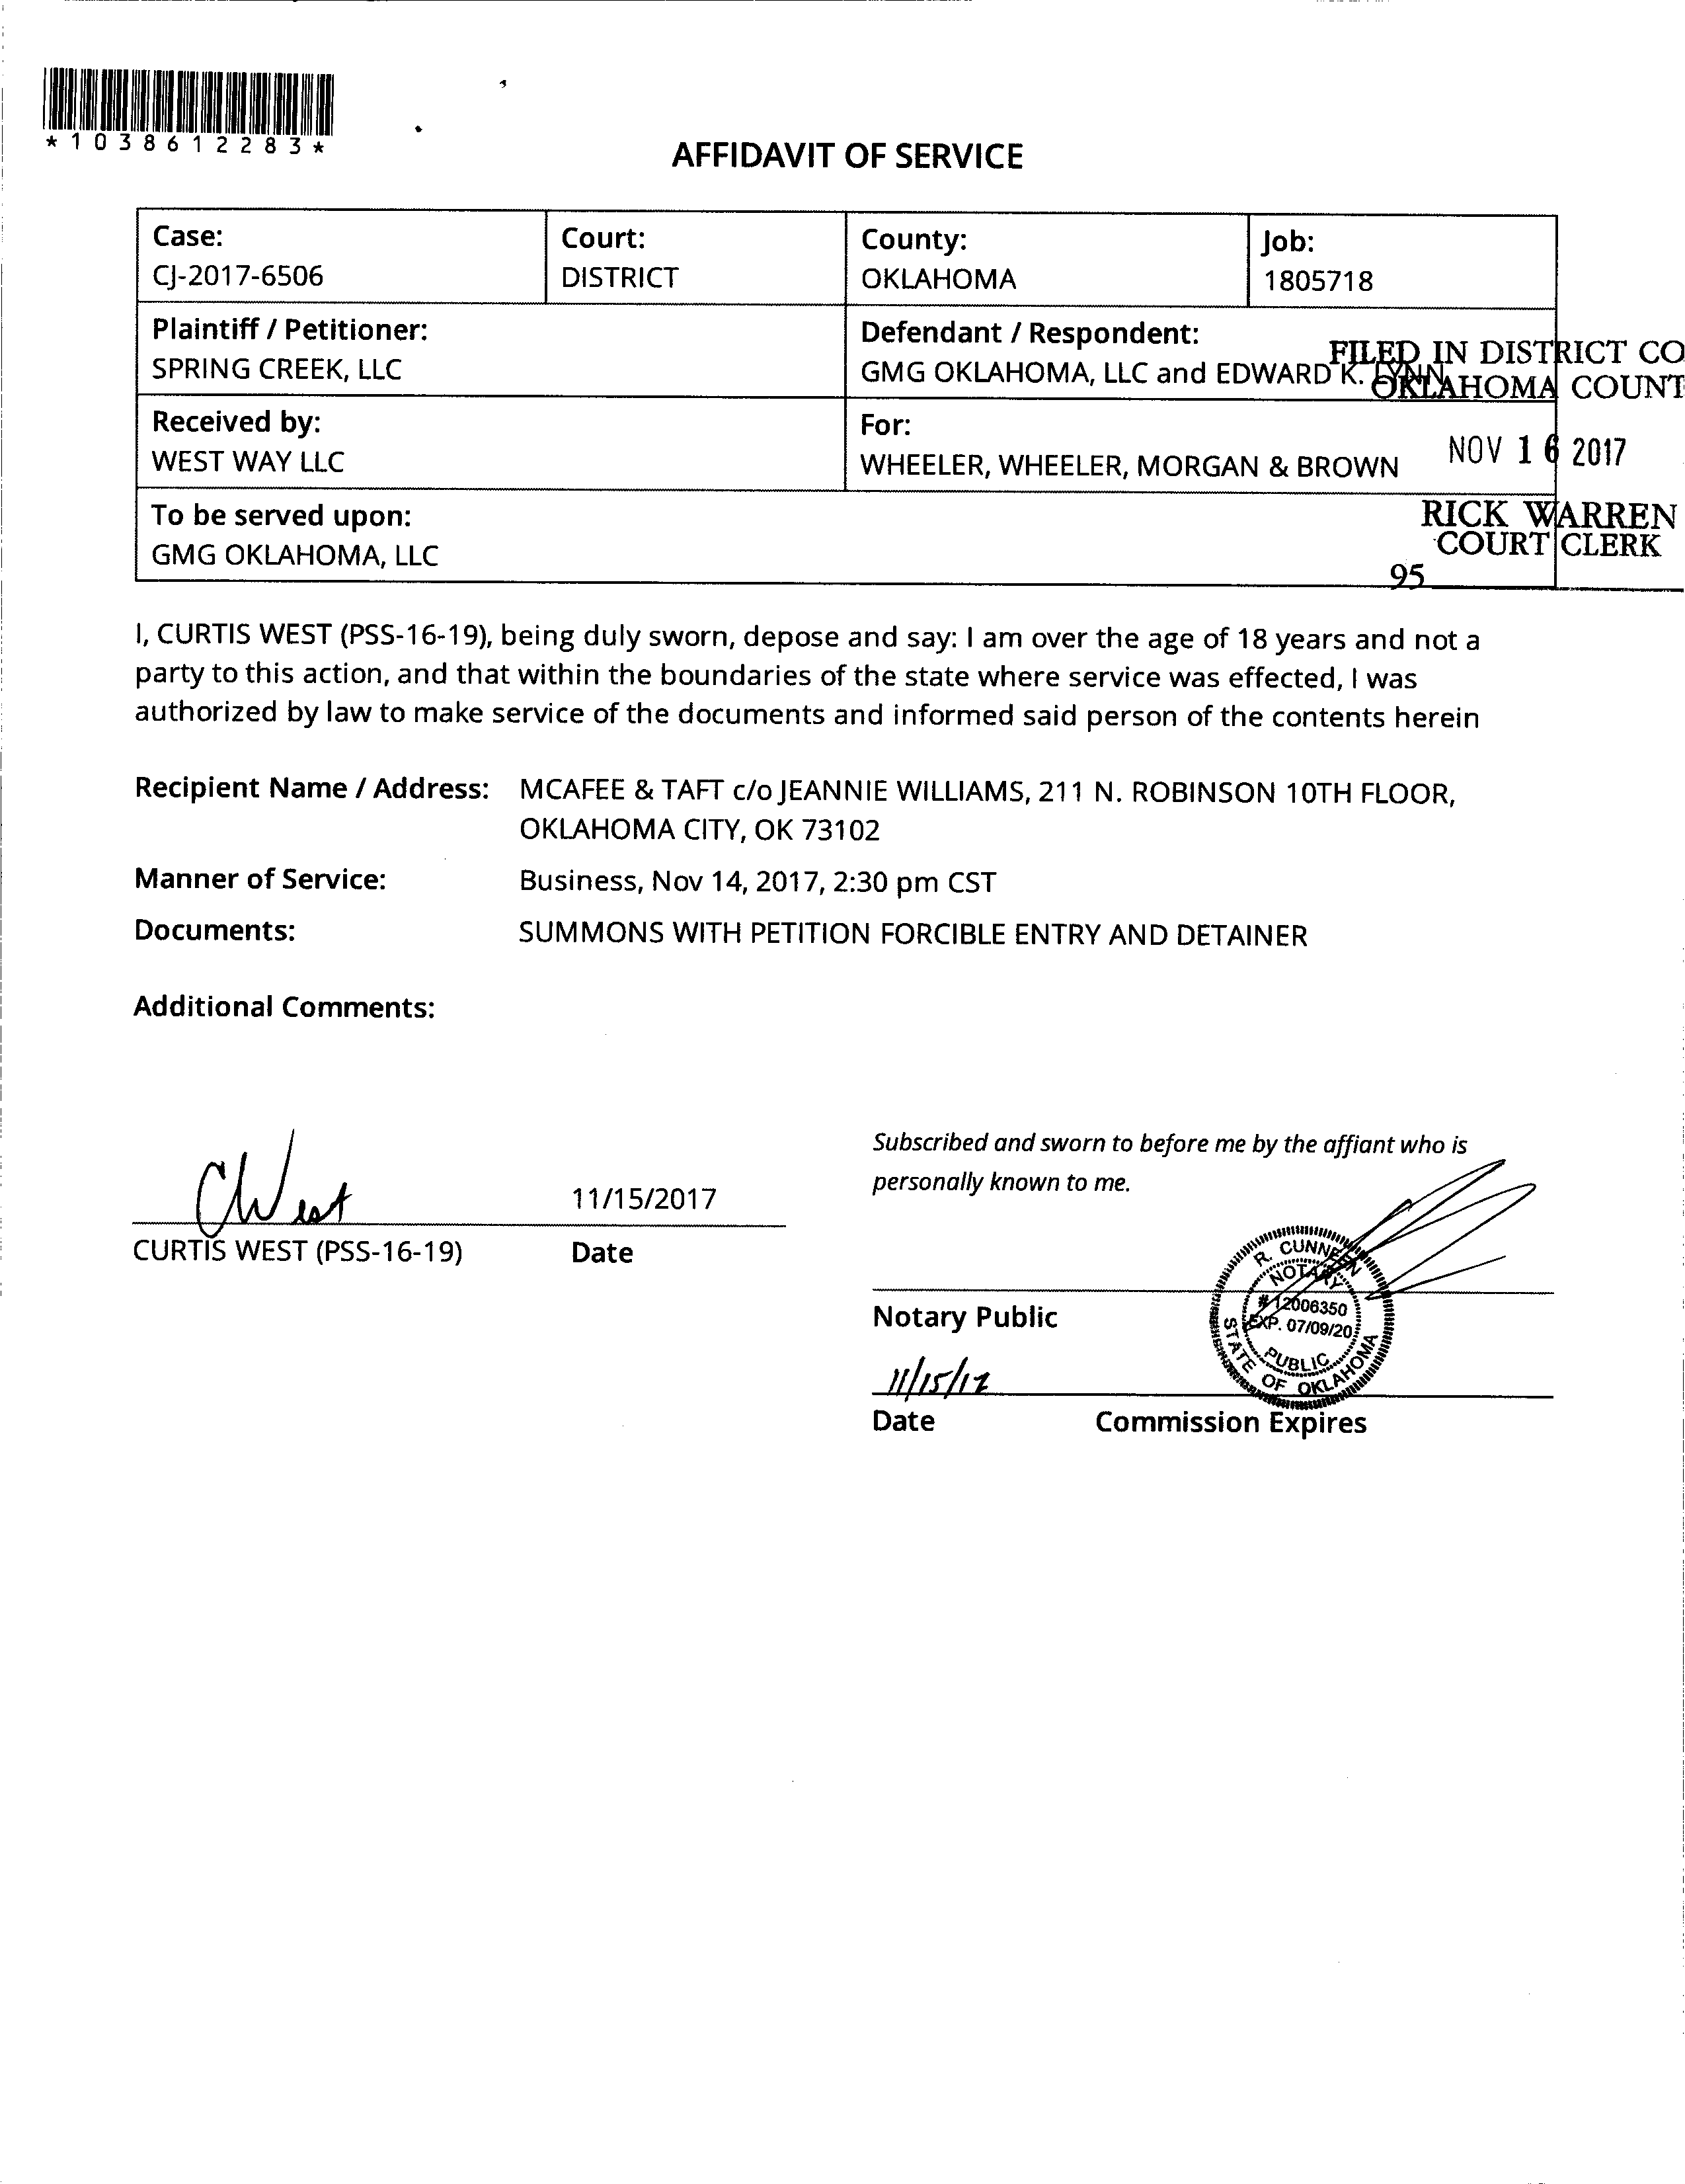 *1038612283*
AFFIDAVIT OF SERVICE
Case:
CJ-2017-6506
Court:
DISTRICT
County:
OKLAHOMA
Job:
1805718
Plaintiff / Petitioner:
SPRING CREEK, LLC
Defendant / Respondent:
GMG OKLAHOMA, LLC and EDWARD K. LYNN
FILED IN DISTRICT CO
OKLAHOMA COUNT
Received by:
WEST WAY LLC
For:
WHEELER, WHEELER, MORGAN & BROWN
NOV 16 2017
To be served upon:
GMG OKLAHOMA, LLC
RICK WARREN
COURT CLERK
95
I, CURTIS WEST (PSS-16-19), being duly sworn, depose and say: I am over the age of 18 years and not a
party to this action, and that within the boundaries of the state where service was effected, I was
authorized by law to make service of the documents and informed said person of the contents herein
Recipient Name / Address: MCAFEE & TAFT c/o JEANNIE WILLIAMS, 211 N. ROBINSON 10TH FLOOR,
OKLAHOMA CITY, OK 73102
Manner of Service: Business, Nov 14, 2017, 2:30 pm CST
Documents: SUMMONS WITH PETITION FORCIBLE ENTRY AND DETAINER
Additional Comments:
CWest
11/15/2017
CURTIS WEST (PSS-16-19)
Date
Subscribed and sworn to before me by the affiant who is
personally known to me.
R. CUNNEEN
NOTARY
# 12006350
EXP. 07/09/20
PUBLIC
STATE OF OKLAHOMA
Notary Public
11/15/17
Date
Commission Expires